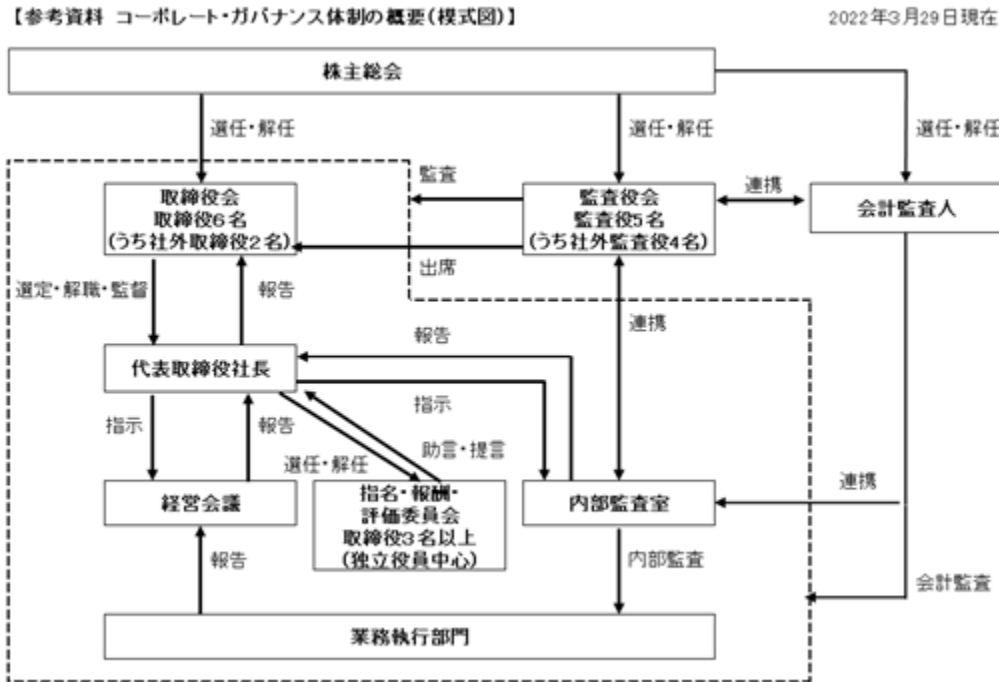 【参考資料 コーポレート・ガバナンス体制の概要(模式図)】
2022年3月29日現在
株主総会
選任・解任
選任・解任
選任・解任
監査
取締役会
取締役6名
(うち社外取締役2名)
監査役会
監査役5名
(うち社外監査役4名)
連携
会計監査人
出席
選定・解職・監督
報告
連携
報告
代表取締役社長
指示
指示
報告
助言・提言
選任・解任
経営会議
指名・報酬・
評価委員会
取締役3名以上
(独立役員中心)
内部監査室
連携
報告
内部監査
会計監査
業務執行部門